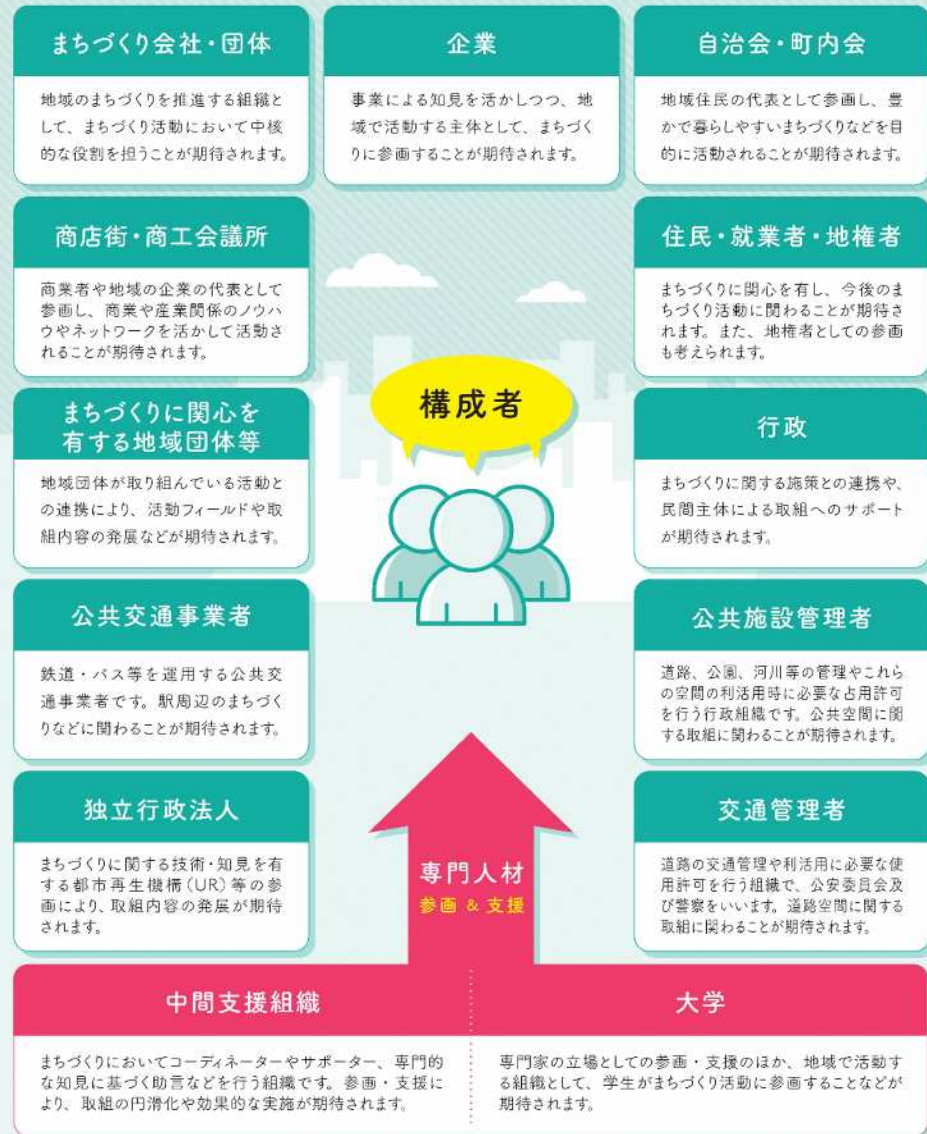 まちづくり会社・団体
地域のまちづくりを推進する組織と
して、まちづくり活動において中核
的な役割を担うことが期待されます。
企業
事業による知見を活かしつつ、地
域で活動する主体として、まちづく
りに参画することが期待されます。
自治会・町内会
地域住民の代表として参画し、豊
かで暮らしやすいまちづくりなどを目
的に活動されることが期待されます。
商店街・商工会議所
商業者や地域の企業の代表として
参画し、商業や産業関係のノウハ
ウやネットワークを活かして活動さ
れることが期待されます。
住民・就業者・地権者
まちづくりに関心を有し、今後のま
ちづくり活動に関わることが期待さ
れます。また、地権者としての参画
も考えられます。
構成者
まちづくりに関心を
有する地域団体等
地域団体が取り組んでいる活動と
の連携により、活動フィールドや取
組内容の発展などが期待されます。
行政
まちづくりに関する施策との連携や、
民間主体による取組へのサポート
が期待されます。
公共交通事業者
鉄道・バス等を運用する公共交
通事業者です。駅周辺のまちづく
りなどに関わることが期待されます。
公共施設管理者
道路、公園、河川等の管理やこれら
の空間の利活用時に必要な占用許可
を行う行政組織です。公共空間に関
する取組に関わることが期待されます。
独立行政法人
まちづくりに関する技術・知見を有
する都市再生機構(UR)等の参
画により、取組内容の発展が期待
されます。
交通管理者
道路の交通管理や利活用に必要な使
用許可を行う組織で、公安委員会及
び警察をいいます。道路空間に関する
取組に関わることが期待されます。
専門人材
参画 & 支援
中間支援組織
まちづくりにおいてコーディネーターやサポーター、専門的
な知見に基づく助言などを行う組織です。参画・支援に
より、取組の円滑化や効果的な実施が期待されます。
大学
専門家の立場としての参画・支援のほか、地域で活動す
る組織として、学生がまちづくり活動に参画することなどが
期待されます。